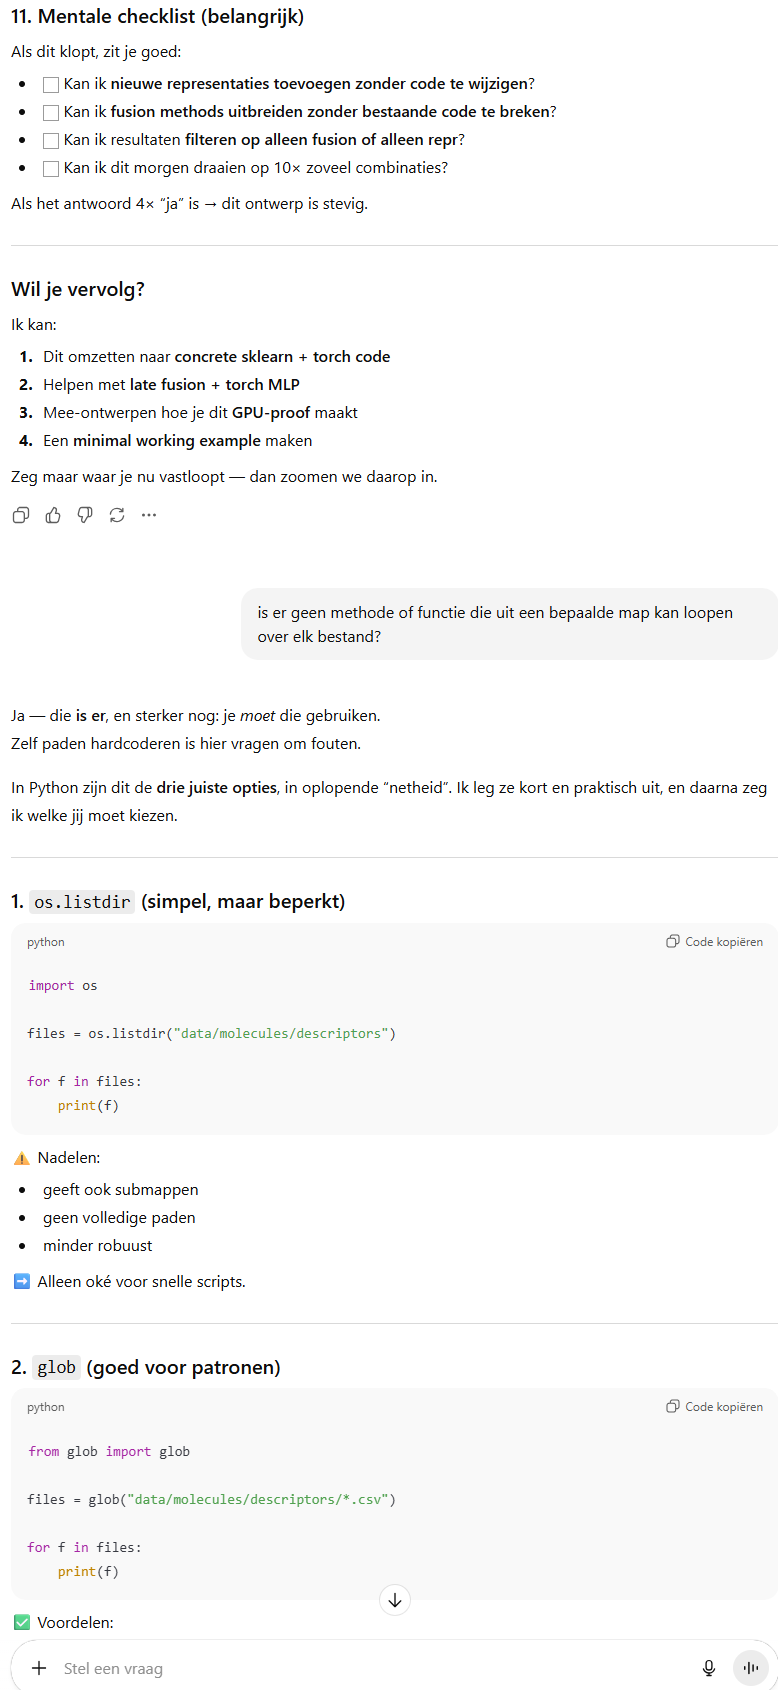 11. Mentale checklist (belangrijk)
Als dit klopt, zit je goed:
Kan ik nieuwe representaties toevoegen zonder code te wijzigen?
Kan ik fusion methods uitbreiden zonder bestaande code te breken?
Kan ik resultaten filteren op alleen fusion of alleen repr?
Kan ik dit morgen draaien op 10× zoveel combinaties?
Als het antwoord 4× “ja” is → dit ontwerp is stevig.
Wil je vervolg?
Ik kan:
1. Dit omzetten naar concrete sklearn + torch code
2. Helpen met late fusion + torch MLP
3. Mee-ontwerpen hoe je dit GPU-proof maakt
4. Een minimal working example maken
Zeg maar waar je nu vastloopt — dan zoomen we daarop in.
is er geen methode of functie die uit een bepaalde map kan loopen
over elk bestand?
Ja — die is er, en sterker nog: je moet die gebruiken.
Zelf paden hardcoderen is hier vragen om fouten.
In Python zijn dit de drie juiste opties, in oplopende “netheid”. Ik leg ze kort en praktisch uit, en daarna zeg
ik welke jij moet kiezen.
1. os.listdir (simpel, maar beperkt)
python
Code kopiëren
import os
files = os.listdir("data/molecules/descriptors")
for f in files:
print(f)
⚠️ Nadelen:
geeft ook submappen
geen volledige paden
minder robuust
➡️ Alleen oké voor snelle scripts.
2. glob (goed voor patronen)
python
Code kopiëren
from glob import glob
files = glob("data/molecules/descriptors/*.csv")
for f in files:
print(f)
✅ Voordelen:
Stel een vraag